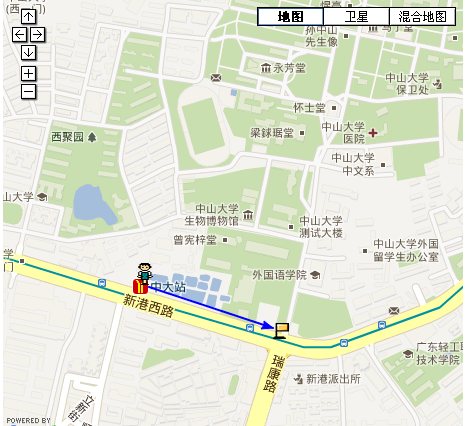 (西门)
地图
卫星
混合地图
孙中山
先生像
永芳堂
中山大学
保卫处
怀士堂
梁銶琚堂
中山大学
医院
西聚园
中山大学
中文系
山大学
中山大学
生物博物馆
中山大学
测试大楼
曾宪梓堂
中山大学外国
留学生办公室
学
门
外国语学院
中大站
新港西路
瑞康路
广东轻工职
技术学院
新港派出所
立新街
POWERED BY